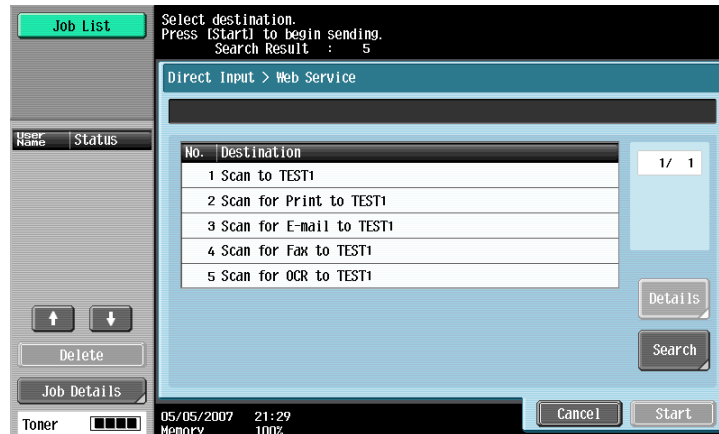 Job List
Select destination.
Press [Start] to begin sending.
Search Result : 5
Direct Input > Web Service
User Name Status
No. Destination
1 Scan to TEST1
2 Scan for Print to TEST1
3 Scan for E-mail to TEST1
4 Scan for Fax to TEST1
5 Scan for OCR to TEST1
1/ 1
Details
Search
Delete
Job Details
Toner
05/05/2007 21:29
Memory 100%
Cancel
Start